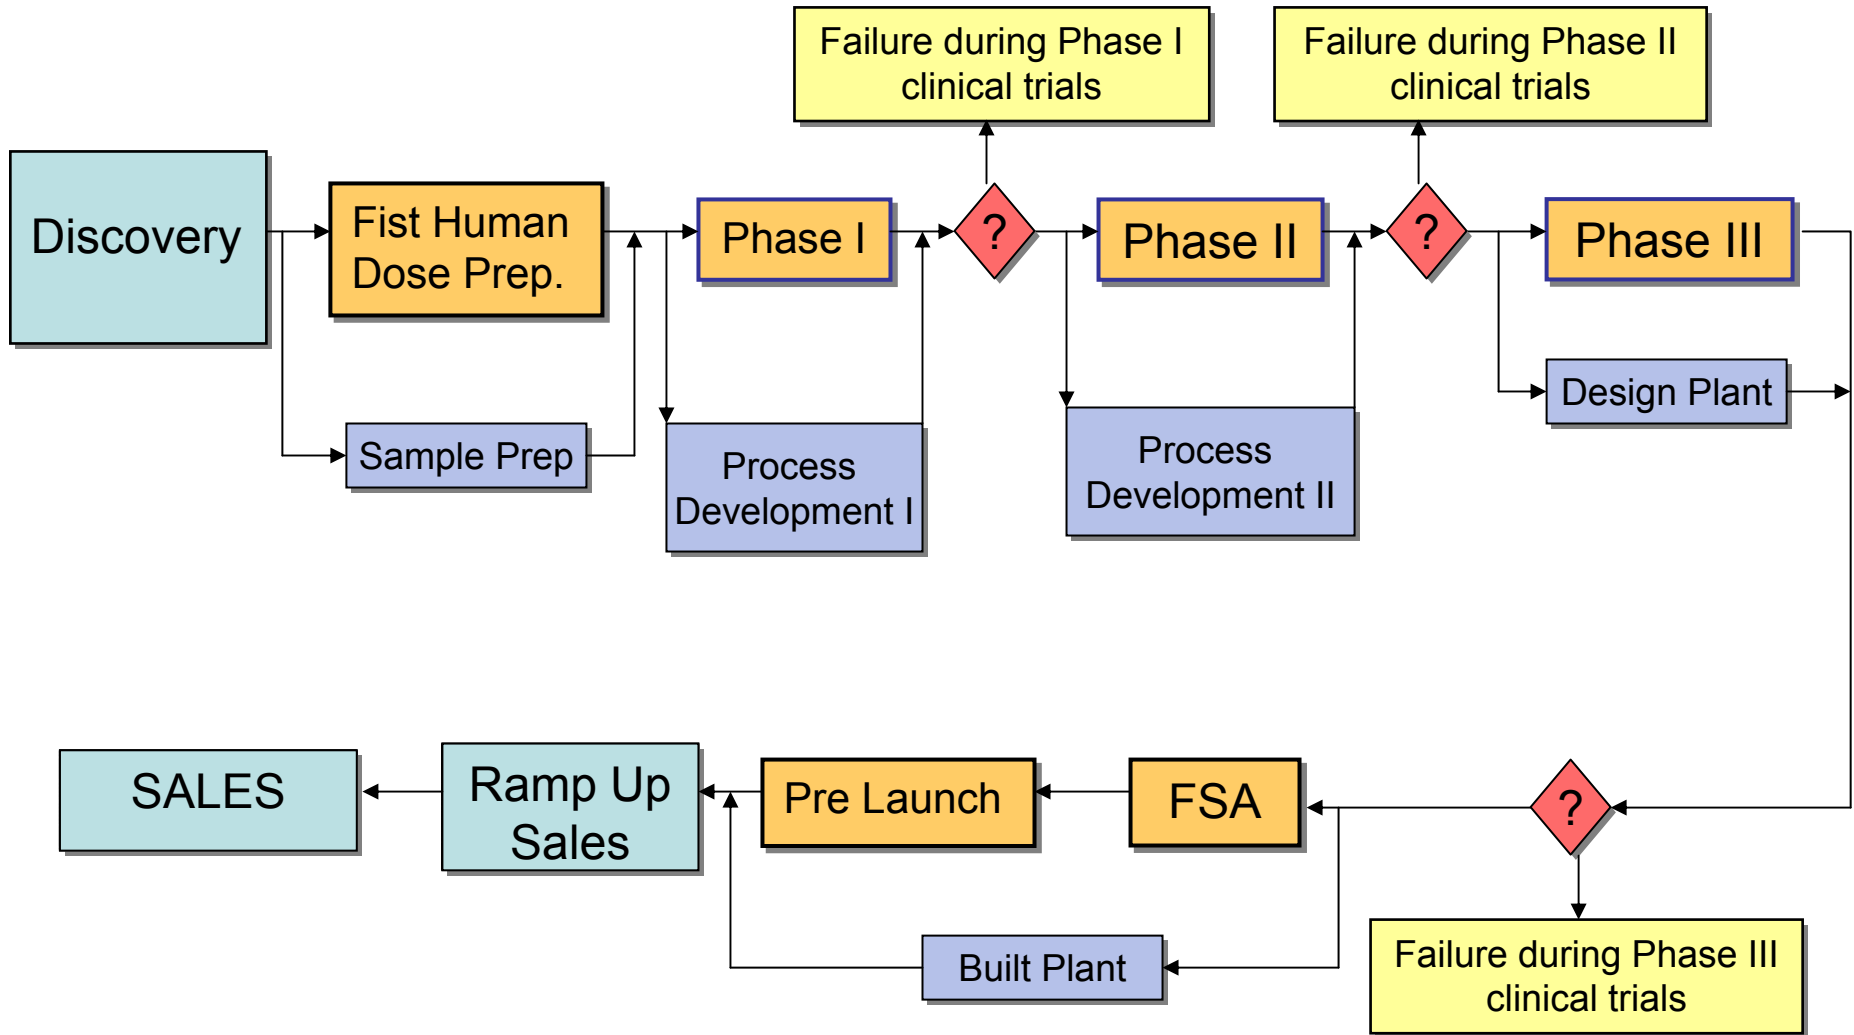 Failure during Phase I
clinical trials
Failure during Phase II
clinical trials
Discovery
Fist Human
Dose Prep.
Phase I
?
Phase II
?
Phase III
Sample Prep
Process
Development I
Process
Development II
Design Plant
SALES
Ramp Up
Sales
Pre Launch
FSA
?
Built Plant
Failure during Phase III
clinical trials